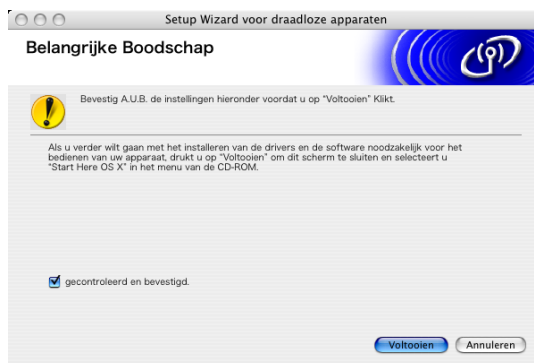 Setup Wizard voor draadloze apparaten
Belangrijke Boodschap
Bevestig A.U.B. de instellingen hieronder voordat u op "Voltooien" Klikt.
Als u verder wilt gaan met het installeren van de drivers en de software noodzakelijk voor het
bedienen van uw apparaat, drukt u op "Voltooien" om dit scherm te sluiten en selecteert u
"Start Here OS X" in het menu van de CD-ROM.
gecontroleerd en bevestigd.
Voltooien
Annuleren